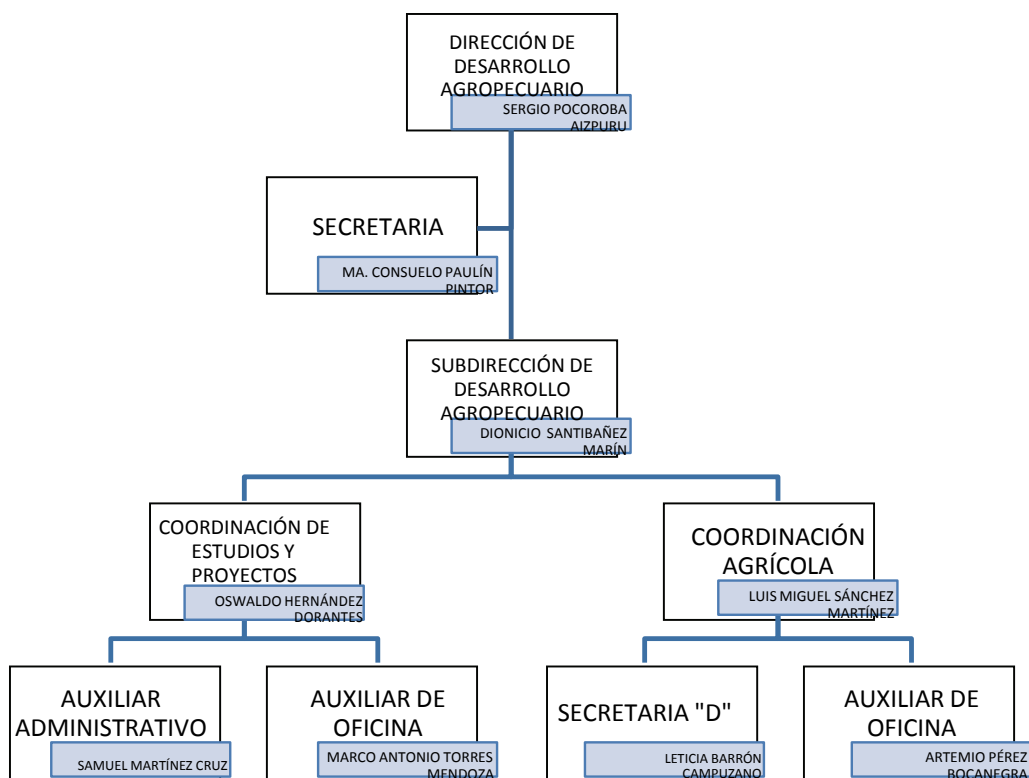 DIRECCIÓN DE
DESARROLLO
AGROPECUARIO
SERGIO POCOROBA
AIZPURU
SECRETARIA
MA. CONSUELO PAULÍN
PINTOR
SUBDIRECCIÓN DE
DESARROLLO
AGROPECUARIO
DIONICIO SANTIBAÑEZ
MARÍN
COORDINACIÓN DE
ESTUDIOS Y
PROYECTOS
OSWALDO HERNÁNDEZ
DORANTES
COORDINACIÓN
AGRÍCOLA
LUIS MIGUEL SÁNCHEZ
MARTÍNEZ
AUXILIAR
ADMINISTRATIVO
SAMUEL MARTÍNEZ CRUZ
AUXILIAR DE
OFICINA
MARCO ANTONIO TORRES
MENDOZA
SECRETARIA "D"
LETICIA BARRÓN
CAMPUZANO
AUXILIAR DE
OFICINA
ARTEMIO PÉREZ
BOCANEGRA